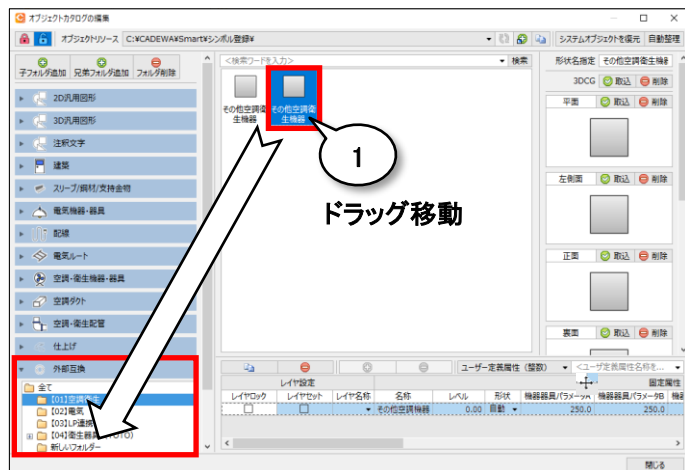 オブジェクトカタログの編集
オブジェクトリソース C:¥CADEWA¥Smart¥シンボル登録¥
システムオブジェクトを復元 自動整理
子フォルダ追加 兄弟フォルダ追加 フォルダ削除
<検索ワードを入力> 検索
形状名指定 その他空調衛生機器
3DCG 取込 削除
平面 取込 削除
左側面 取込 削除
正面 取込 削除
裏面 取込 削除
2D汎用図形
3D汎用図形
注釈文字
建築
スリーブ/鋼材/支持金物
電気機器・器具
配線
電気ルート
空調・衛生機器・器具
空調ダクト
空調・衛生配管
仕上げ
外部互換
全て
【01】空調衛生
【02】電気
【03】LP連携
【04】衛生器具 TOTO)
新しいフォルダー
その他空調衛生機器
その他空調衛生機器
1
ドラッグ移動
ユーザー定義属性 (整数) <ユーザ定義属性名称を...
レイヤ設定 固定属性
レイヤロック レイヤセット レイヤ名称 名称 レベル 形状 機器器具パラメータA 機器器具パラメータB 機器
その他空調機器 0.00 自動 250.0 250.0
閉じる